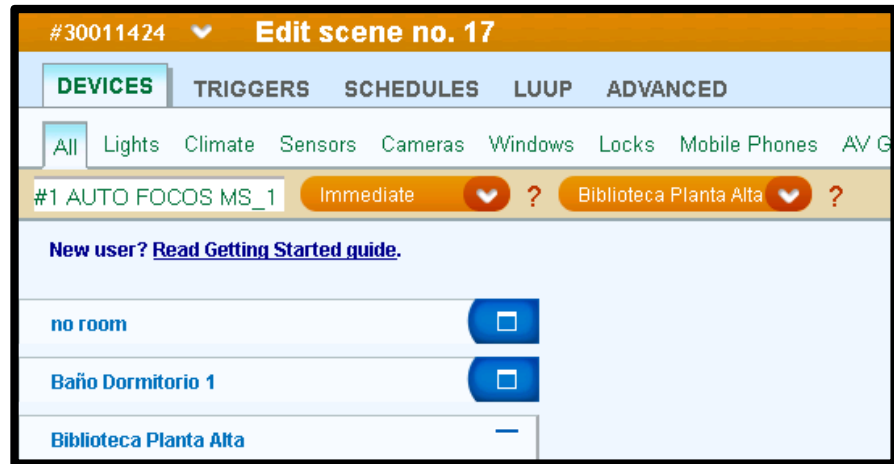 #30011424 Edit scene no. 17
DEVICES TRIGGERS SCHEDULES LUUP ADVANCED
All Lights Climate Sensors Cameras Windows Locks Mobile Phones AV G
#1 AUTO FOCOS MS_1 Immediate ? Biblioteca Planta Alta ?
New user? Read Getting Started guide.
no room
Baño Dormitorio 1
Biblioteca Planta Alta